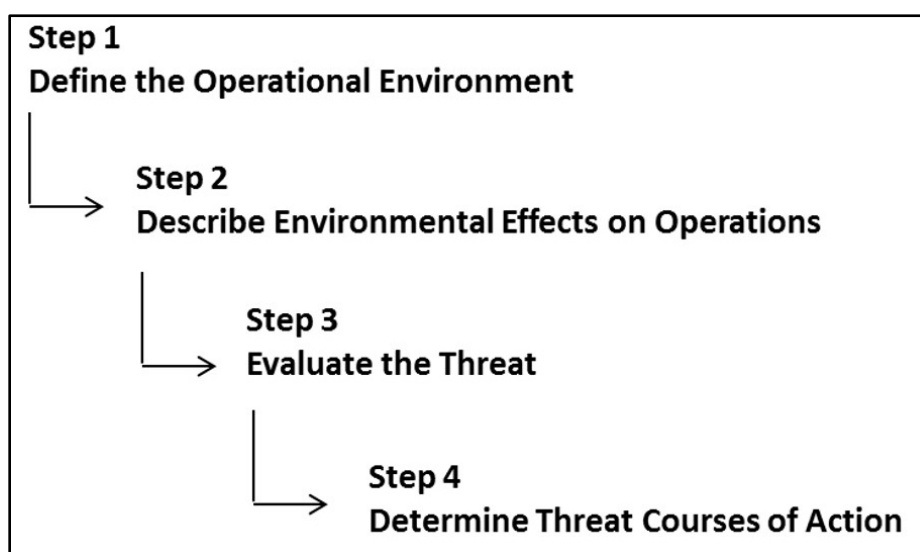 Step 1
Define the Operational Environment
Step 2
Describe Environmental Effects on Operations
Step 3
Evaluate the Threat
Step 4
Determine Threat Courses of Action